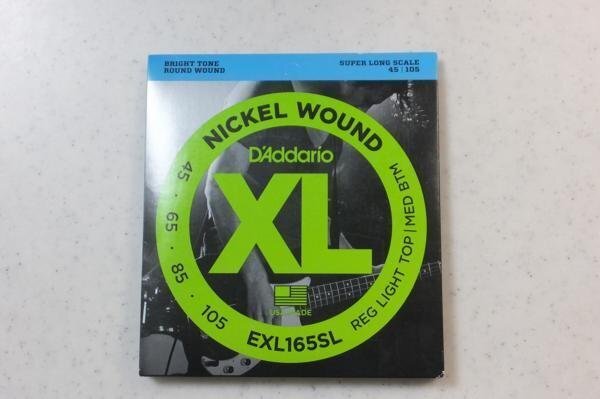 BRIGHT TONE
ROUND WOUND
SUPER LONG SCALE
45 | 105
NICKEL WOUND
D'Addario
XL
45 · 65 · 85 · 105
REG LIGHT TOP | MED BTM
USA MADE
EXL165SL